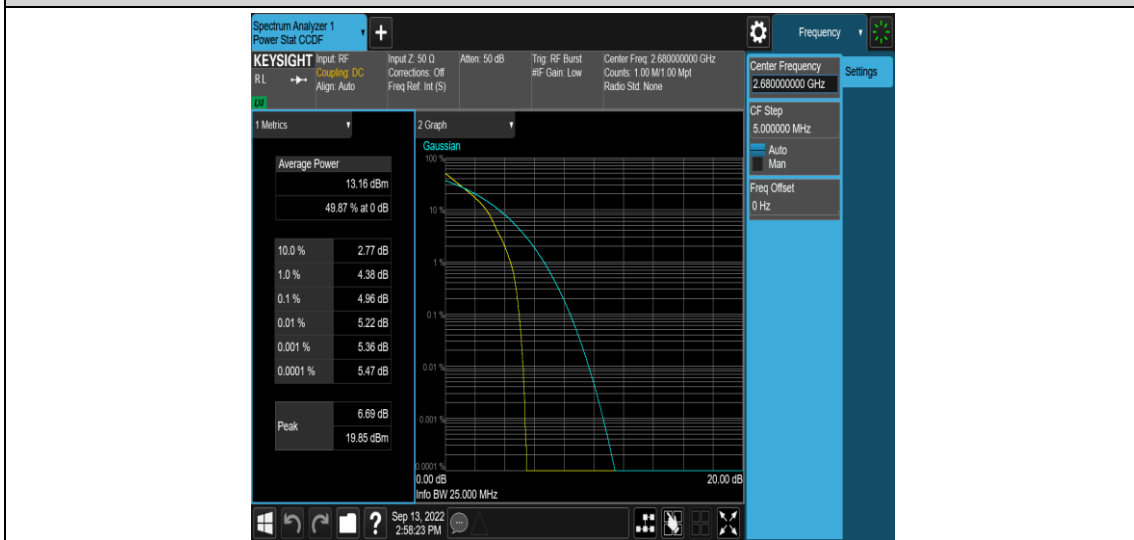 Spectrum Analyzer 1
Power Stat CCDF
+
Frequency
KEYSIGHT
RL
Input: RF
Coupling: DC
Align: Auto
Input Z: 50 Ω
Corrections: Off
Freq Ref: Int (S)
Atten: 50 dB
Trig: RF Burst
#IF Gain: Low
Center Freq: 2.680000000 GHz
Counts: 1.00 M/1.00 Mpt
Radio Std: None
Center Frequency
2.680000000 GHz
Settings
CF Step
5.000000 MHz
Auto
Man
Freq Offset
0 Hz
1 Metrics
Average Power
13.16 dBm
49.87 % at 0 dB
10.0 % 2.77 dB
1.0 % 4.38 dB
0.1 % 4.96 dB
0.01 % 5.22 dB
0.001 % 5.36 dB
0.0001 % 5.47 dB
Peak
6.69 dB
19.85 dBm
2 Graph
Gaussian
100 %
10 %
1 %
0.1 %
0.01 %
0.001 %
0.0001 %
0.00 dB 20.00 dB
Info BW 25.000 MHz
?
Sep 13, 2022
2:58:23 PM